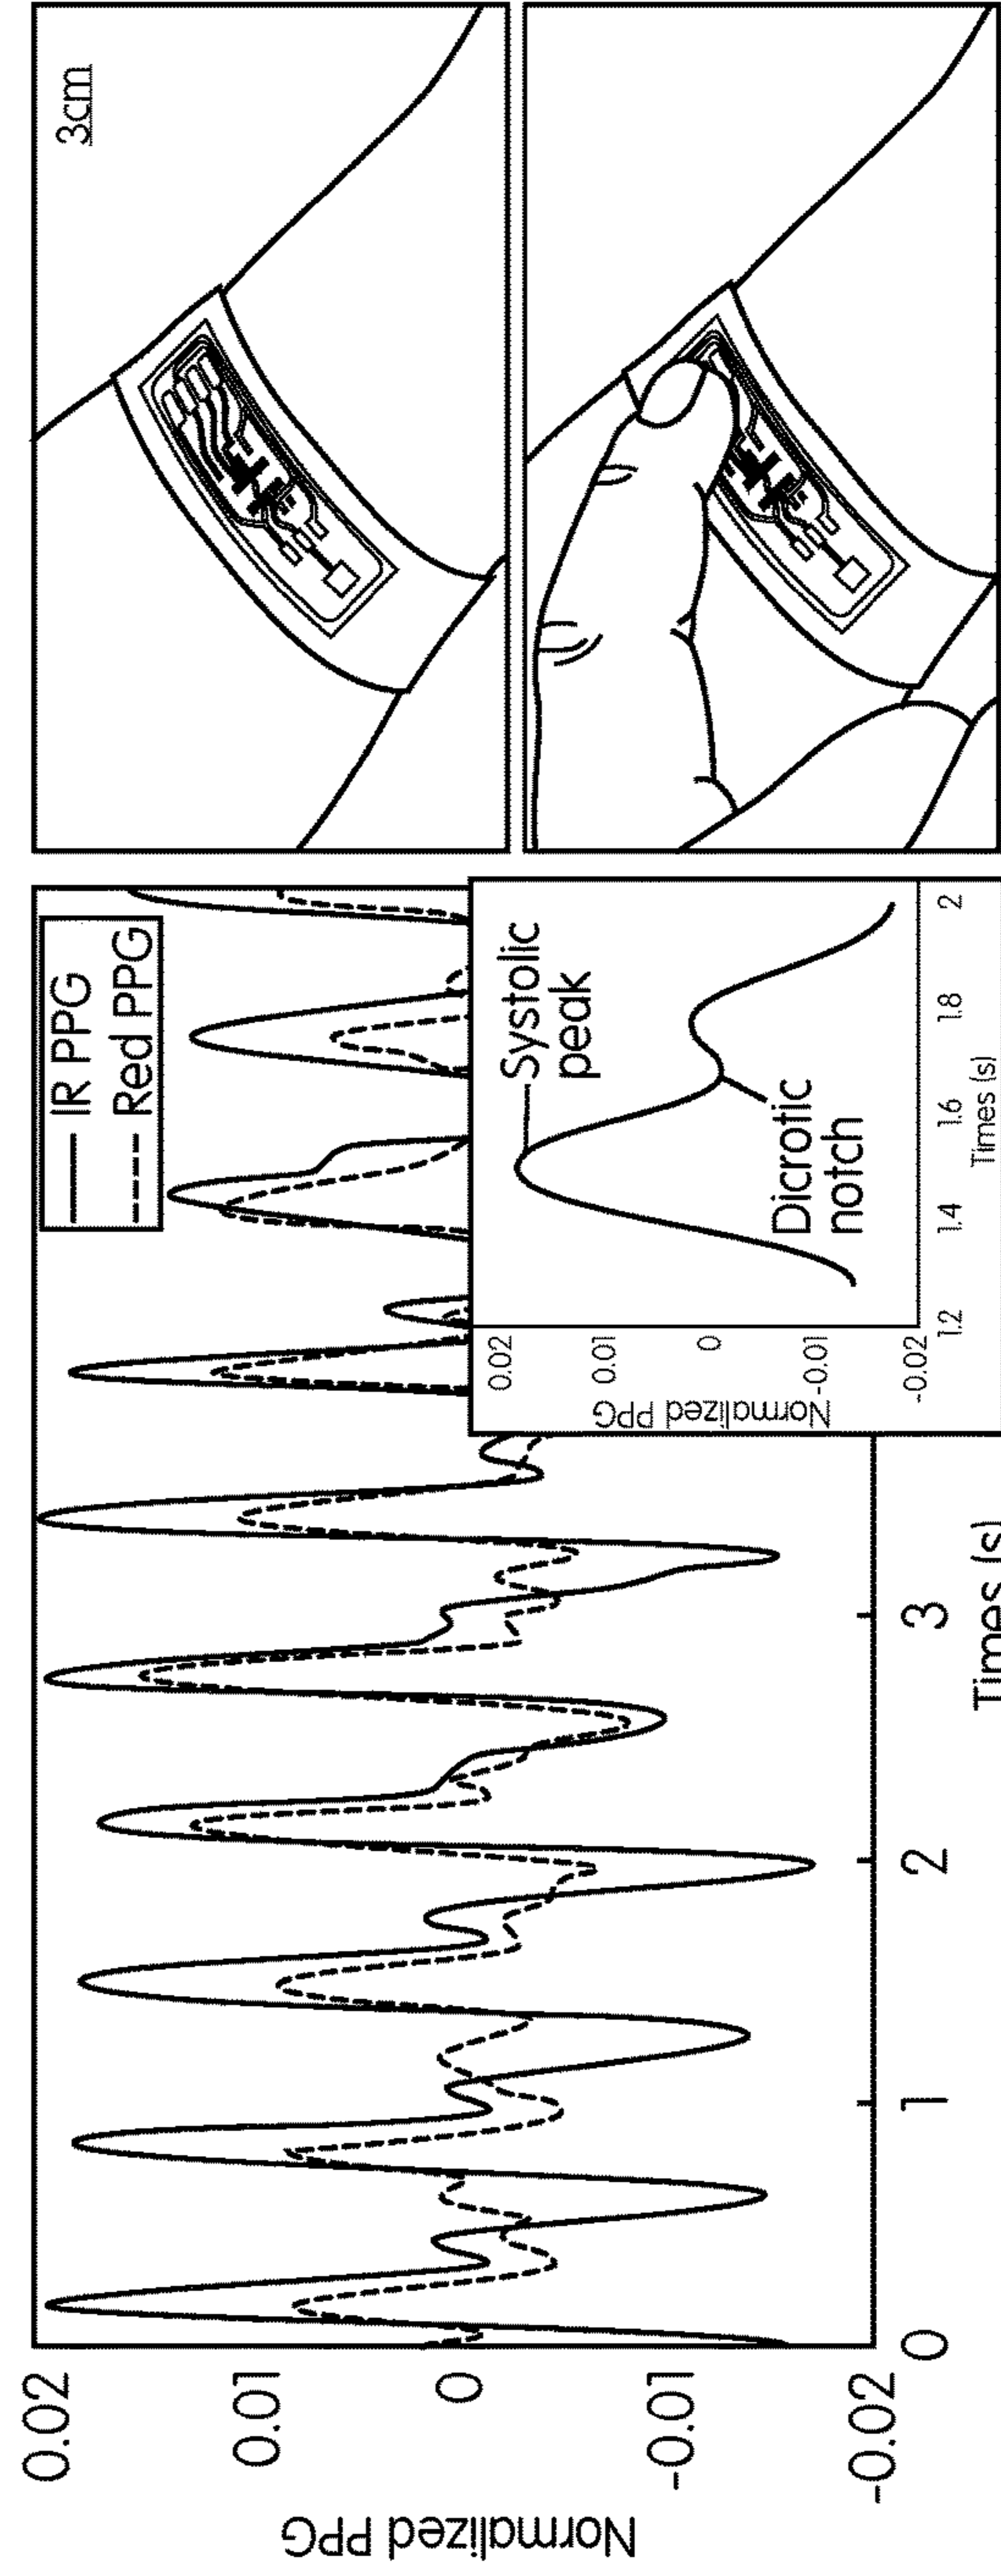 Normalized PPG
0.02
0.01
0
-0.01
-0.02
0
1
2
3
Times (s)
IR PPG
Red PPG
Normalized PPG
0.02
0.01
0
-0.01
-0.02
1.2
1.4
1.6
1.8
2
Times (s)
Systolic
peak
Dicrotic
notch
3cm